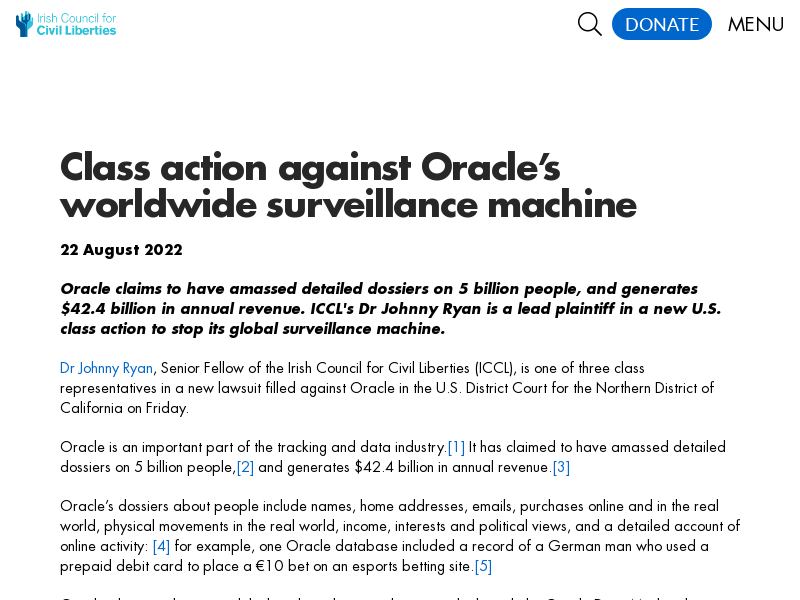 Irish Council for
Civil Liberties
DONATE
MENU
Class action against Oracle’s
worldwide surveillance machine
22 August 2022
Oracle claims to have amassed detailed dossiers on 5 billion people, and generates
$42.4 billion in annual revenue. ICCL's Dr Johnny Ryan is a lead plaintiff in a new U.S.
class action to stop its global surveillance machine.
Dr Johnny Ryan, Senior Fellow of the Irish Council for Civil Liberties (ICCL), is one of three class
representatives in a new lawsuit filled against Oracle in the U.S. District Court for the Northern District of
California on Friday.
Oracle is an important part of the tracking and data industry.[1] It has claimed to have amassed detailed
dossiers on 5 billion people,[2] and generates $42.4 billion in annual revenue.[3]
Oracle’s dossiers about people include names, home addresses, emails, purchases online and in the real
world, physical movements in the real world, income, interests and political views, and a detailed account of
online activity: [4] for example, one Oracle database included a record of a German man who used a
prepaid debit card to place a €10 bet on an esports betting site.[5]